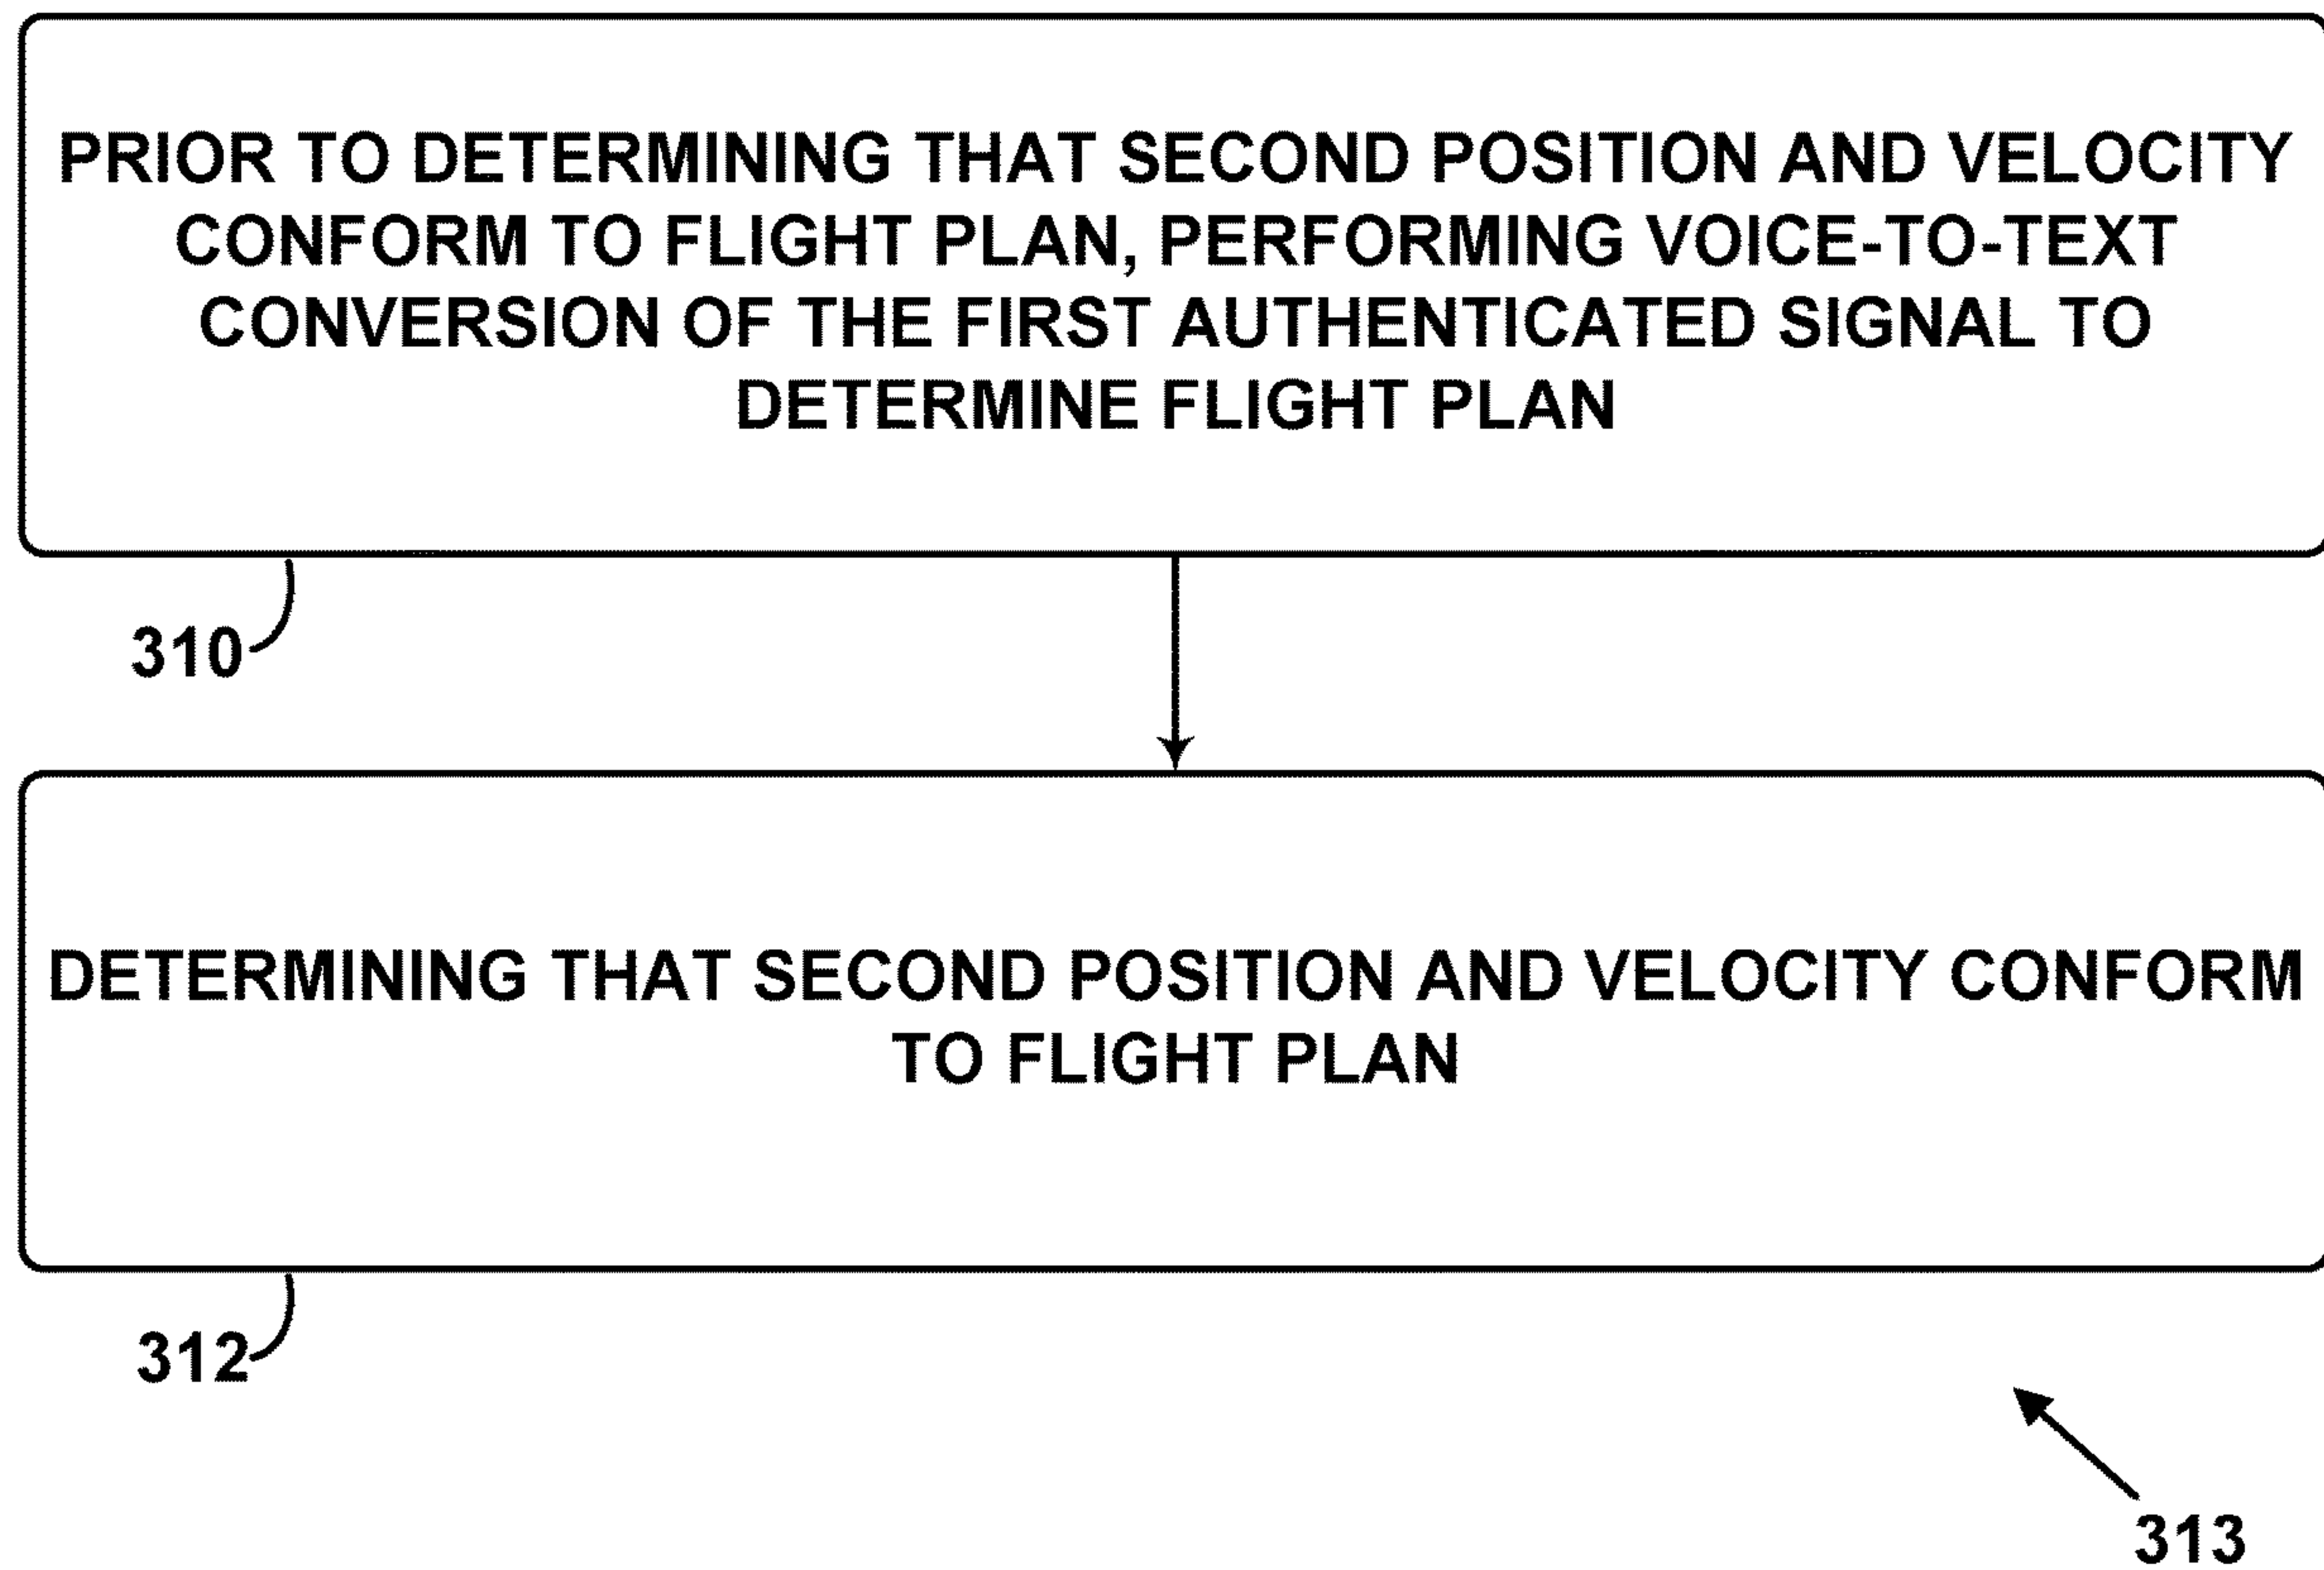 PRIOR TO DETERMINING THAT SECOND POSITION AND VELOCITY
CONFORM TO FLIGHT PLAN, PERFORMING VOICE-TO-TEXT
CONVERSION OF THE FIRST AUTHENTICATED SIGNAL TO
DETERMINE FLIGHT PLAN
310
DETERMINING THAT SECOND POSITION AND VELOCITY CONFORM
TO FLIGHT PLAN
312
313